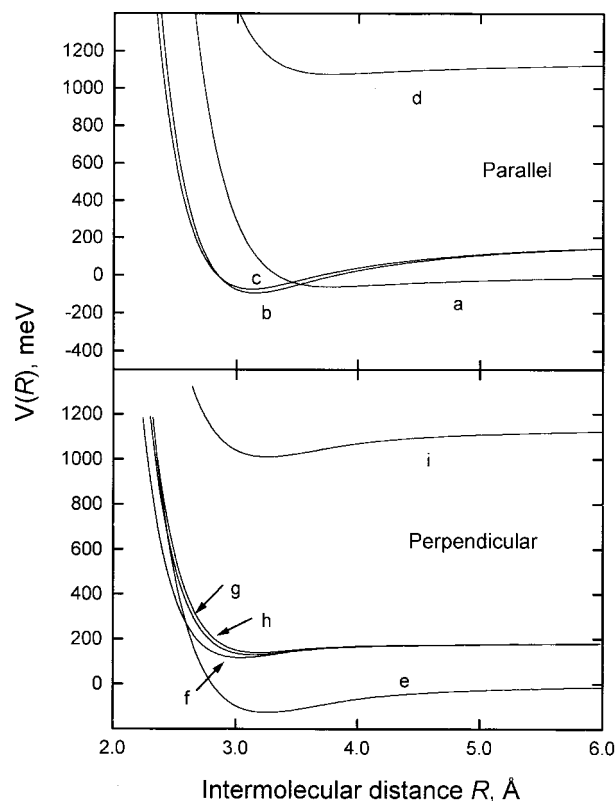 1200
1000
800
600
400
200
0
-200
-400
d
Parallel
c
b
a
V(R), meV
1200
1000
800
600
400
200
0
i
Perpendicular
g
h
f
e
2.0 3.0 4.0 5.0 6.0
Intermolecular distance R, Å